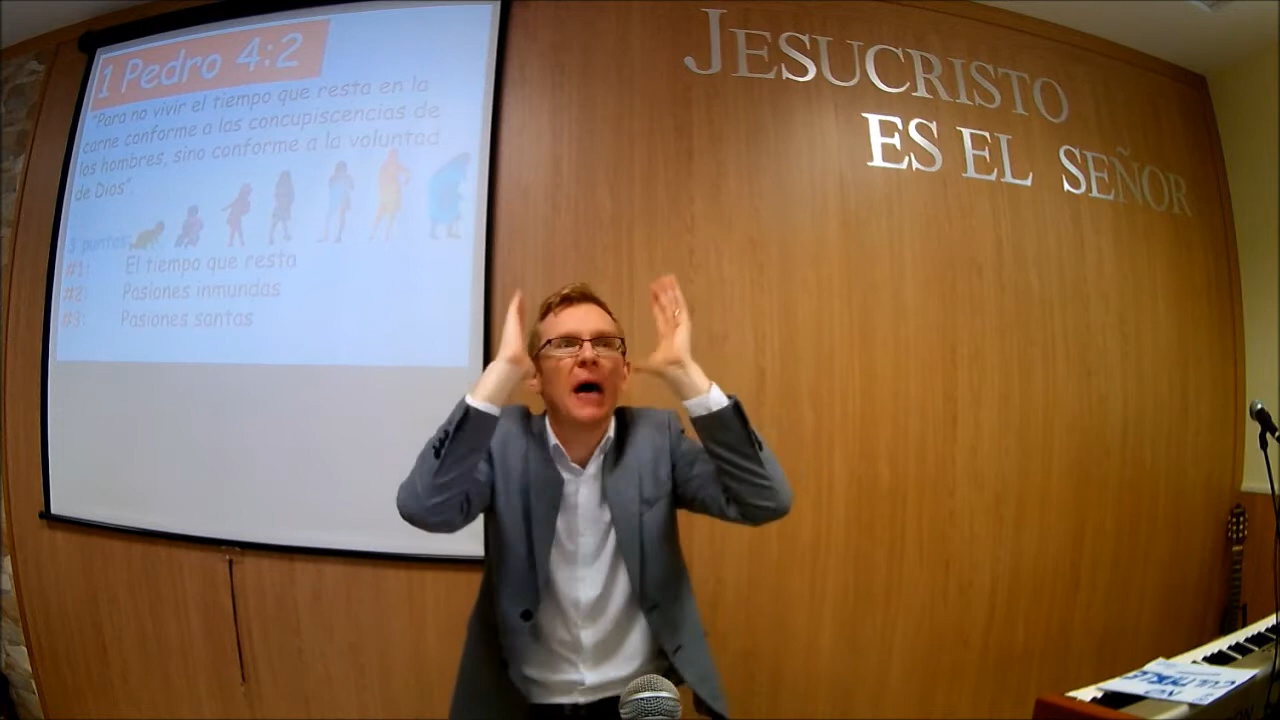 1 Pedro 4:2
"Para no vivir el tiempo que resta en la
carne conforme a las concupiscencias de
los hombres, sino conforme a la voluntad
de Dios".
3 puntos:
#1: El tiempo que resta
#2: Pasiones inmundas
#3: Pasiones santas
JESUCRISTO
ES EL SEÑOR
NO